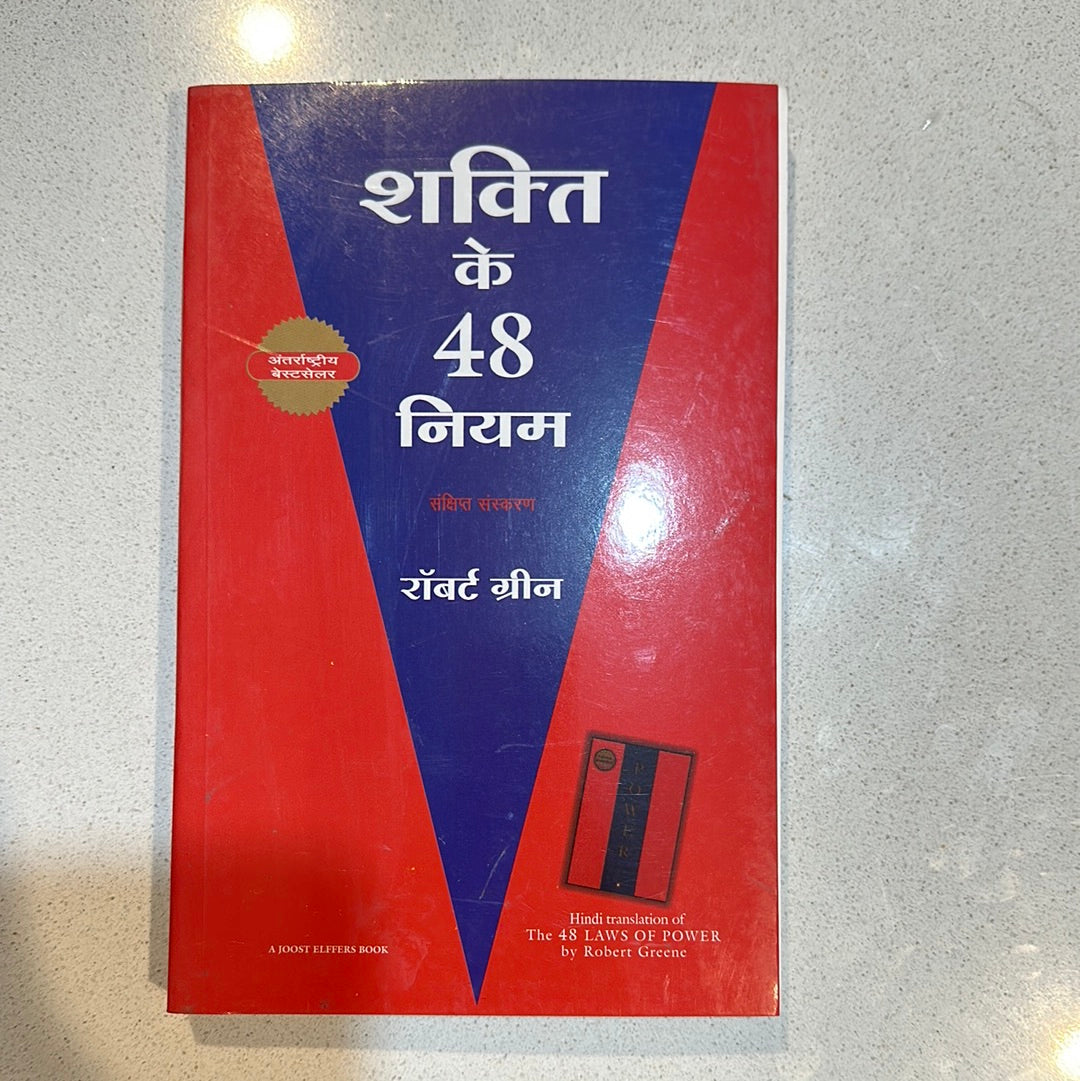 शक्ति
के
48
नियम
अंतर्राष्ट्रीय
बेस्टसेलर
संक्षिप्त संस्करण
रॉबर्ट ग्रीन
POWER
Hindi translation of
The 48 LAWS OF POWER
by Robert Greene
A JOOST ELFFERS BOOK